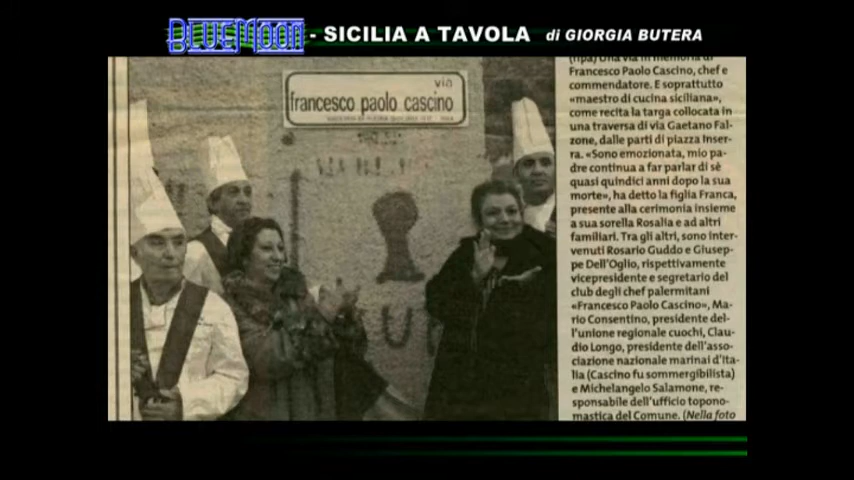 BLUEMOON - SICILIA A TAVOLA di GIORGIA BUTERA
via
francesco paolo cascino
(ripa) Una via in memoria di
Francesco Paolo Cascino, chef e
commendatore. E soprattutto
«maestro di cucina siciliana»,
come recita la targa collocata in
una traversa di via Gaetano Fal-
zone, dalle parti di piazza Inser-
ra. «Sono emozionata, mio pa-
dre continua a far parlar di sè
quasi quindici anni dopo la sua
morte», ha detto la figlia Franca,
presente alla cerimonia insieme
a sua sorella Rosalia e ad altri
familiari. Tra gli altri, sono inter-
venuti Rosario Guddo e Giusep-
pe Dell'Oglio, rispettivamente
vicepresidente e segretario del
club degli chef palermitani
«Francesco Paolo Cascino», Ma-
rio Consentino, presidente del-
l'unione regionale cuochi, Clau-
dio Longo, presidente dell'asso-
ciazione nazionale marinai d'Ita-
lia (Cascino fu sommergibilista)
e Michelangelo Salamone, re-
sponsabile dell'ufficio topono-
mastica del Comune. (Nella foto